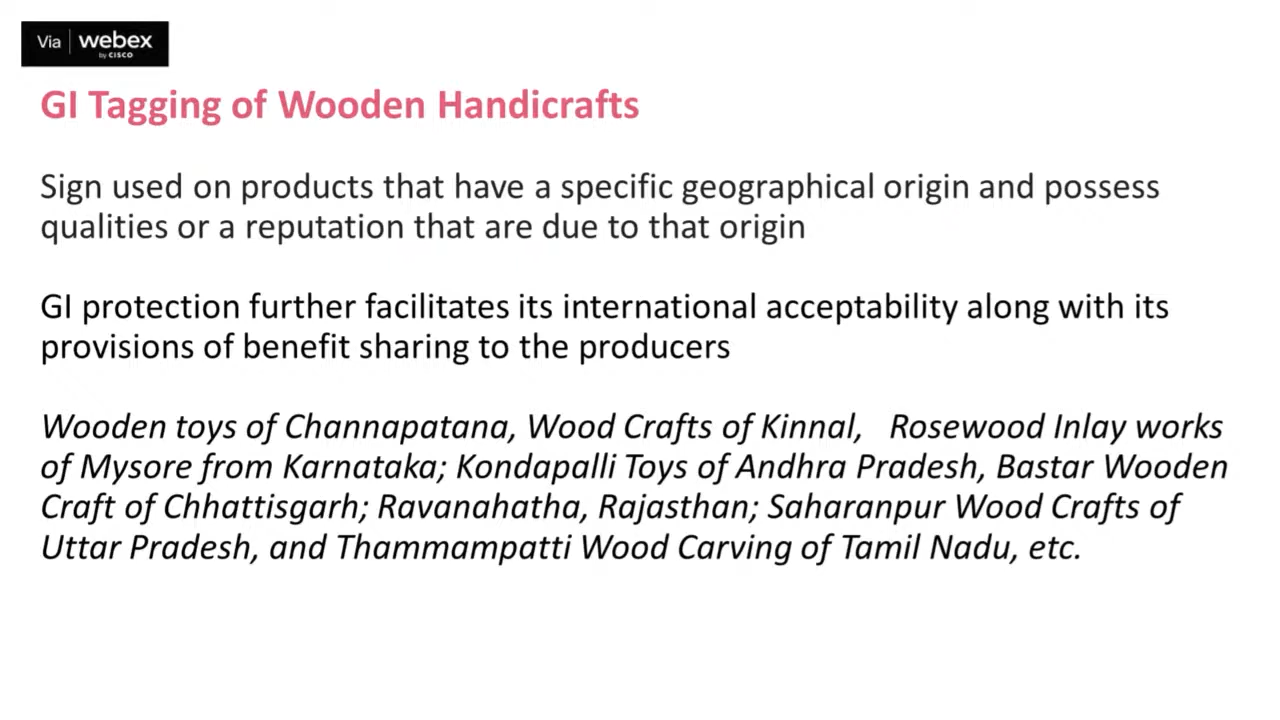 Via webex
by CISCO
GI Tagging of Wooden Handicrafts
Sign used on products that have a specific geographical origin and possess
qualities or a reputation that are due to that origin
GI protection further facilitates its international acceptability along with its
provisions of benefit sharing to the producers
Wooden toys of Channapatana, Wood Crafts of Kinnal, Rosewood Inlay works
of Mysore from Karnataka; Kondapalli Toys of Andhra Pradesh, Bastar Wooden
Craft of Chhattisgarh; Ravanahatha, Rajasthan; Saharanpur Wood Crafts of
Uttar Pradesh, and Thammampatti Wood Carving of Tamil Nadu, etc.